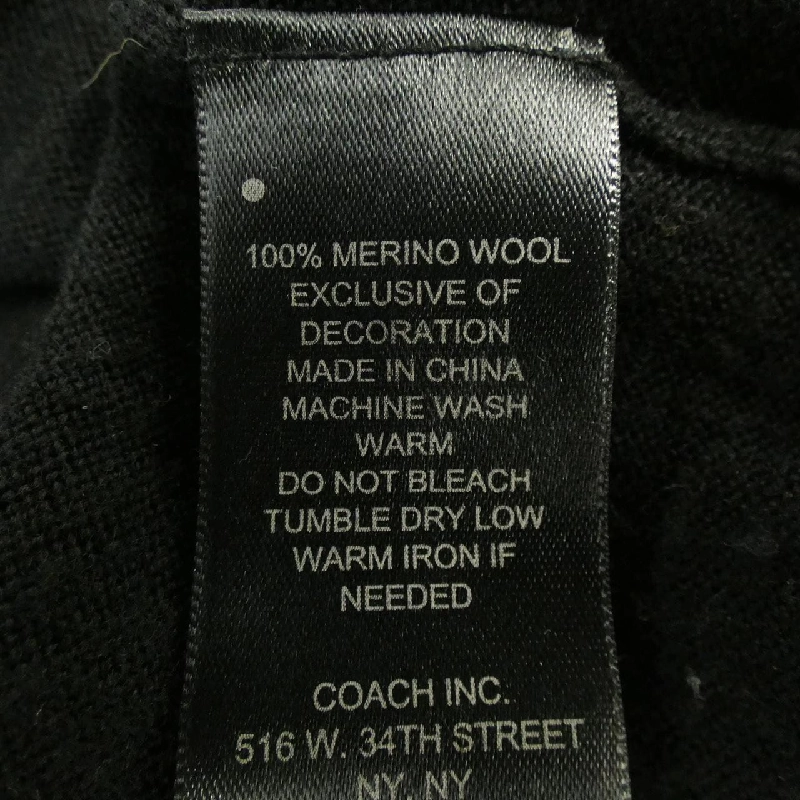 100% MERINO WOOL
EXCLUSIVE OF
DECORATION
MADE IN CHINA
MACHINE WASH
WARM
DO NOT BLEACH
TUMBLE DRY LOW
WARM IRON IF
NEEDED
COACH INC.
516 W. 34TH STREET
NY, NY